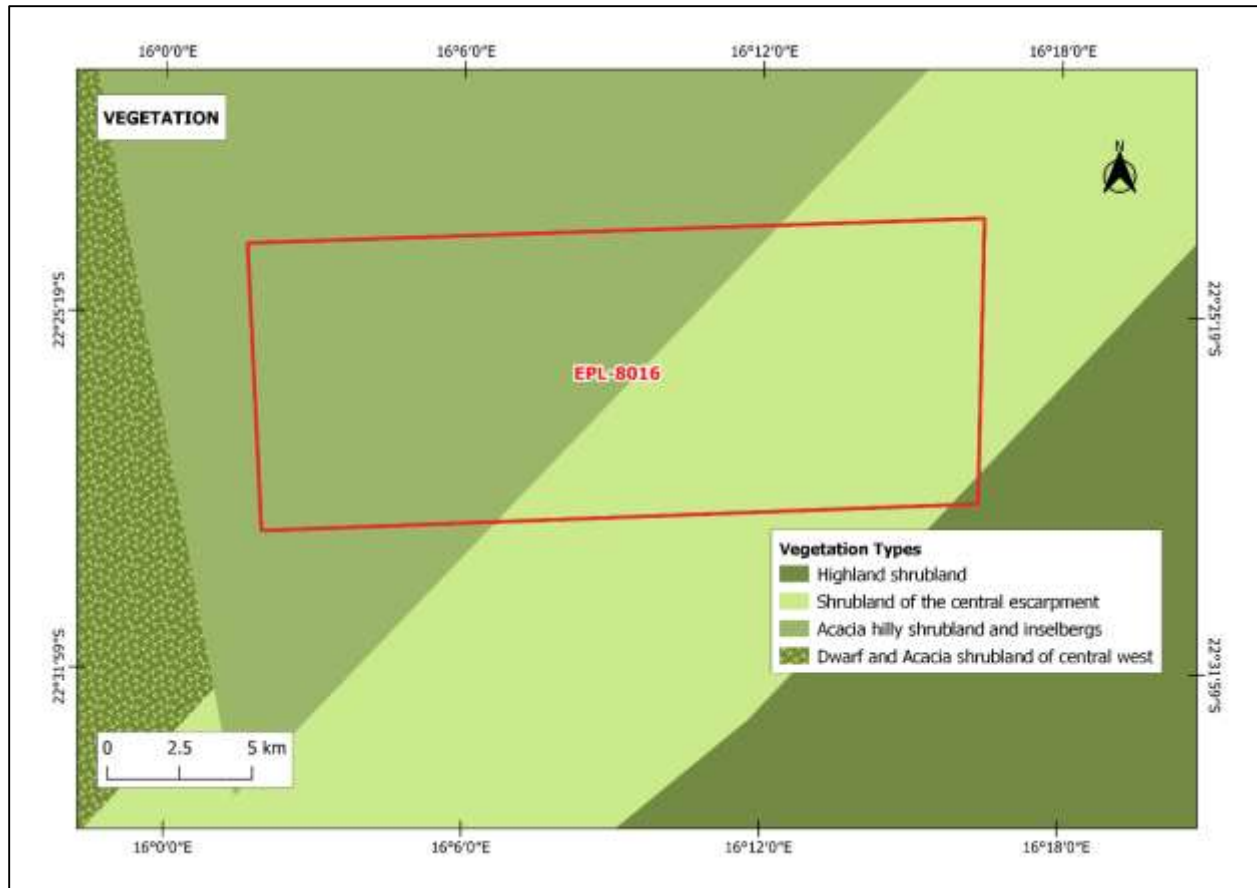 16°0'0"E 16°6'0"E 16°12'0"E 16°18'0"E
VEGETATION
N
22°25'19"S
22°25'19"S
EPL-8016
Vegetation Types
Highland shrubland
Shrubland of the central escarpment
Acacia hilly shrubland and inselbergs
Dwarf and Acacia shrubland of central west
22°31'59"S
22°31'59"S
0 2.5 5 km
16°0'0"E 16°6'0"E 16°12'0"E 16°18'0"E